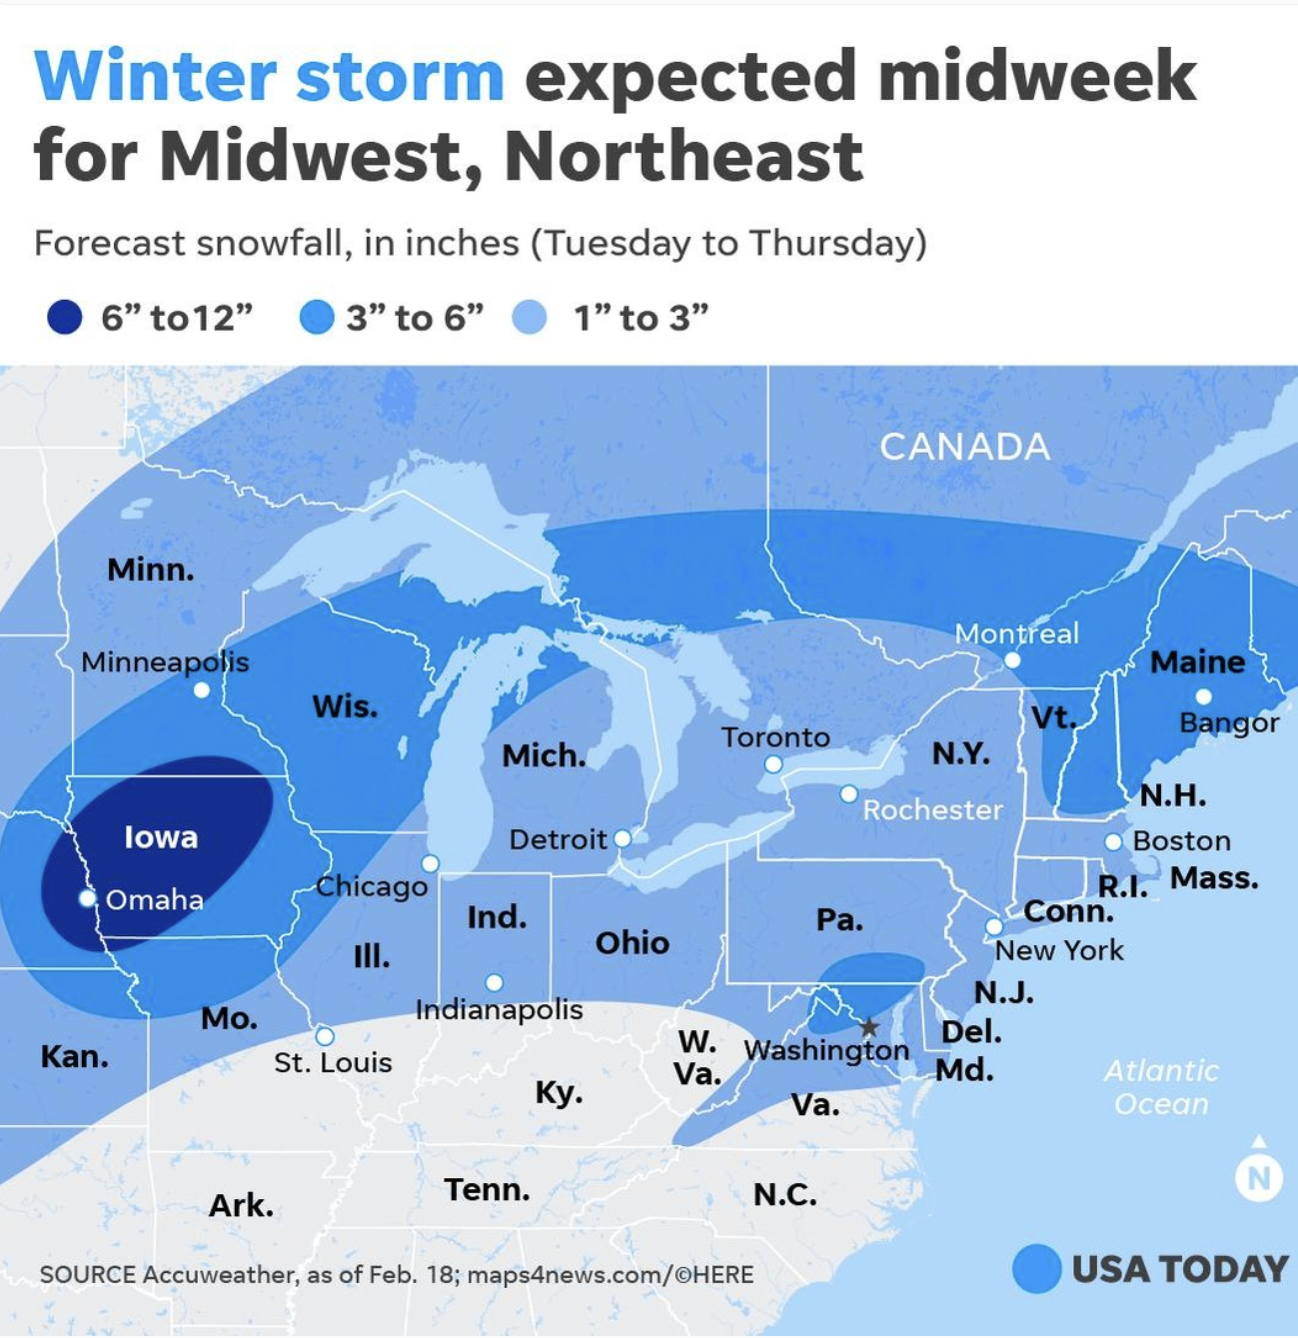 Winter storm expected midweek
for Midwest, Northeast
Forecast snowfall, in inches (Tuesday to Thursday)
6” to12” 3” to 6” 1” to 3”
CANADA
Minn.
Montreal
Minneapolis
Maine
Wis.
Vt.
Bangor
Toronto
Mich.
N.Y.
N.H.
Rochester
Iowa
Detroit
Boston
Chicago
Mass.
R.I.
Omaha
Conn.
Ind.
Pa.
Ohio
New York
Ill.
N.J.
Indianapolis
Mo.
Del.
W.
Va.
Washington
Kan.
St. Louis
Md.
Atlantic
Ocean
Ky.
Va.
N
Tenn.
N.C.
Ark.
SOURCE Accuweather, as of Feb. 18; maps4news.com/©HERE
USA TODAY